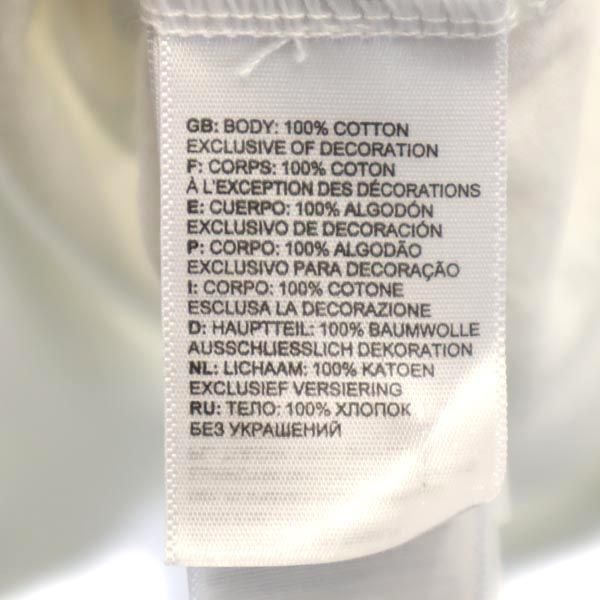 GB: BODY: 100% COTTON
EXCLUSIVE OF DECORATION
F: CORPS: 100% COTON
À L'EXCEPTION DES DÉCORATIONS
E: CUERPO: 100% ALGODÓN
EXCLUSIVO DE DECORACIÓN
P: CORPO: 100% ALGODÃO
EXCLUSIVO PARA DECORAÇÃO
I: CORPO: 100% COTONE
ESCLUSA LA DECORAZIONE
D: HAUPTTEIL: 100% BAUMWOLLE
AUSSCHLIESSLICH DEKORATION
NL: LICHAAM: 100% KATOEN
EXCLUSIEF VERSIERING
RU: ТЕЛО: 100% ХЛОПОК
БЕЗ УКРАШЕНИЙ